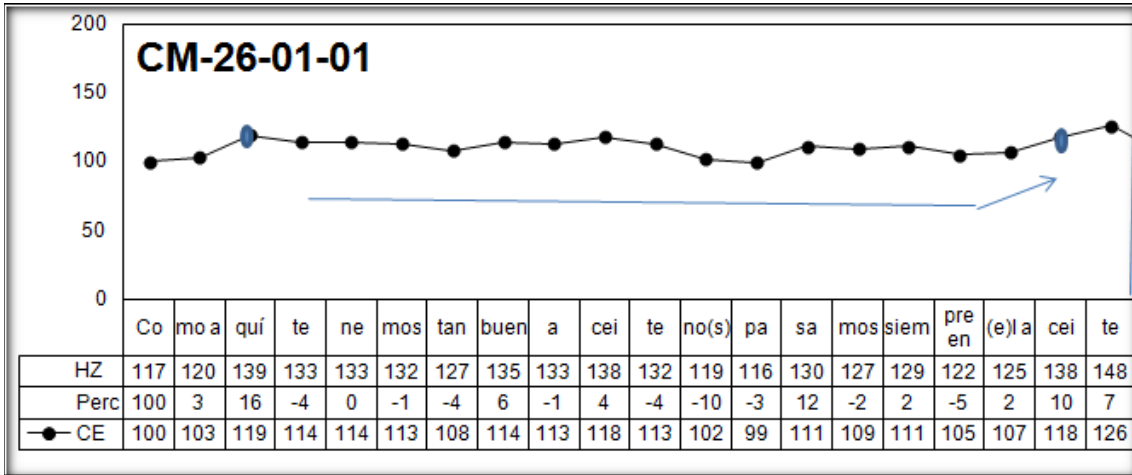 200
CM-26-01-01
150
100
50
0
Co mo a quí te ne mos tan buen a cei te no(s) pa sa mos siem pre en (e)l a cei te
HZ 117 120 139 133 133 132 127 135 133 138 132 119 116 130 127 129 122 125 138 148
Perc 100 3 16 -4 0 -1 -4 6 -1 4 -4 -10 -3 12 -2 2 -5 2 10 7
CE 100 103 119 114 114 113 108 114 113 118 113 102 99 111 109 111 105 107 118 126